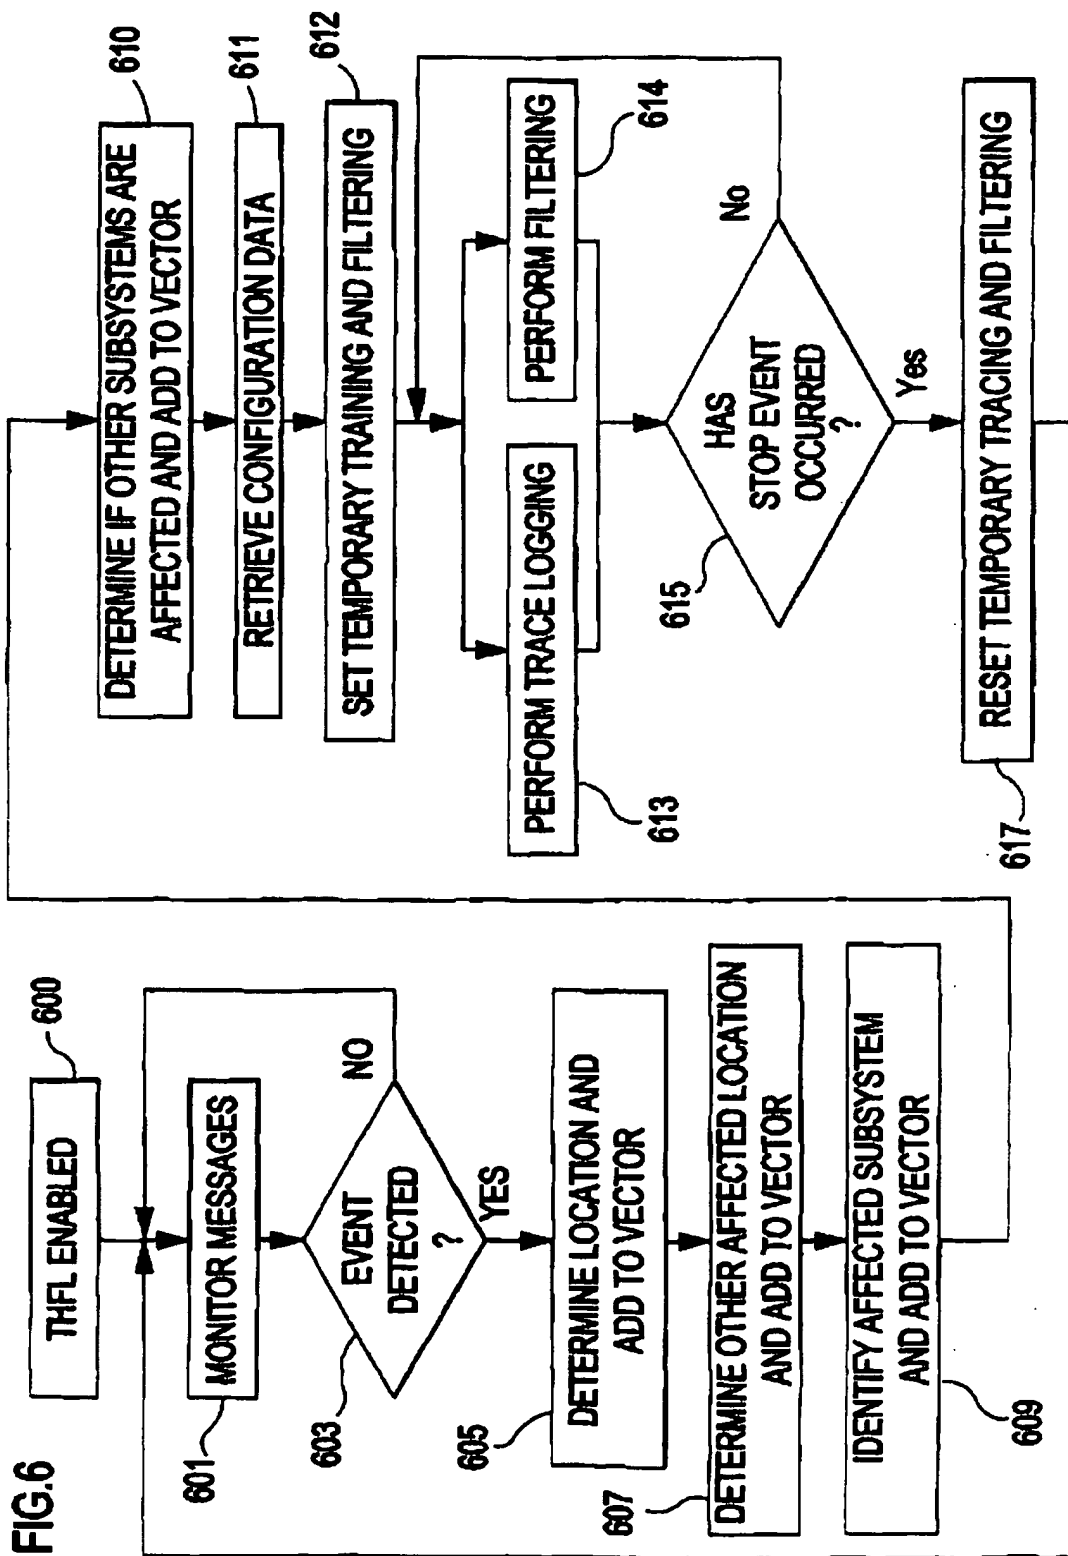 FIG.6
THFL ENABLED
600
MONITOR MESSAGES
601
EVENT
DETECTED
?
603
NO
YES
DETERMINE LOCATION AND
ADD TO VECTOR
605
DETERMINE OTHER AFFECTED LOCATION
AND ADD TO VECTOR
607
IDENTIFY AFFECTED SUBSYSTEM
AND ADD TO VECTOR
609
DETERMINE IF OTHER SUBSYSTEMS ARE
AFFECTED AND ADD TO VECTOR
610
RETRIEVE CONFIGURATION DATA
611
SET TEMPORARY TRAINING AND FILTERING
612
PERFORM TRACE LOGGING
613
PERFORM FILTERING
614
HAS
STOP EVENT
OCCURRED
?
615
No
Yes
RESET TEMPORARY TRACING AND FILTERING
617